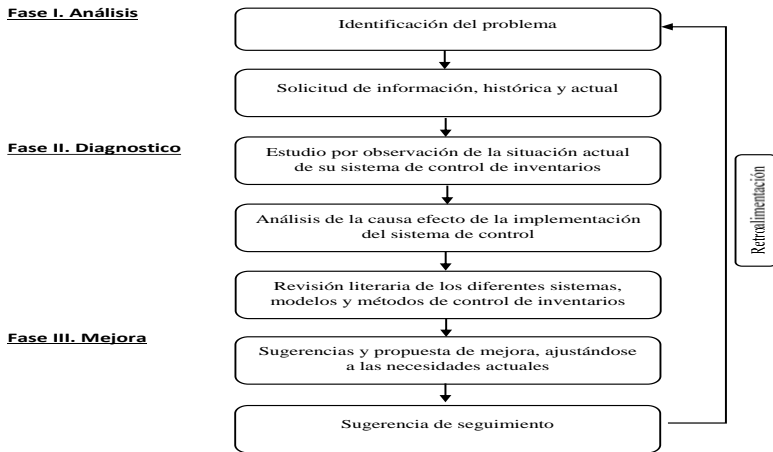 Fase I. Análisis
Identificación del problema
Solicitud de información, histórica y actual
Fase II. Diagnostico
Estudio por observación de la situación actual
de su sistema de control de inventarios
Análisis de la causa efecto de la implementación
del sistema de control
Revisión literaria de los diferentes sistemas,
modelos y métodos de control de inventarios
Fase III. Mejora
Sugerencias y propuesta de mejora, ajustándose
a las necesidades actuales
Sugerencia de seguimiento
Retroalimentación